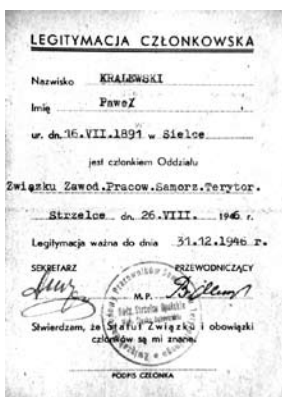 LEGITYMACJA CZŁONKOWSKA
Nazwisko KRALEWSKI
Imię Paweł
ur. dn. 16.VII.1891 w Sielce
jest członkiem Oddziału
Związku Zawod.Pracow.Samorz.Terytor.
Strzelce dn. 26.VIII. 1946 r.
Legitymacja ważna do dnia 31.12.1946 r.
SEKRETARZ PRZEWODNICZĄCY
M.P.
Stwierdzam, że Statut Związku i obowiązki
członków są mi znane.
PODPIS CZŁONKA